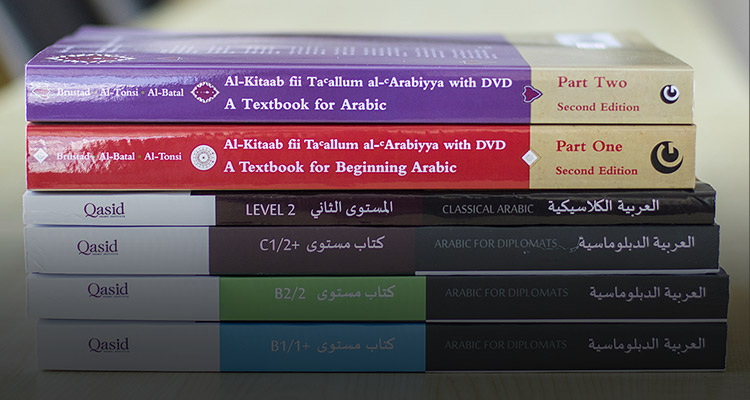 Brustad · Al-Tonsi · Al-Batal
Al-Kitaab fii Taᶜallum al-ᶜArabiyya with DVD
A Textbook for Arabic
Part Two
Second Edition
Brustad · Al-Batal · Al-Tonsi
Al-Kitaab fii Taᶜallum al-ᶜArabiyya with DVD
A Textbook for Beginning Arabic
Part One
Second Edition
Qasid LEVEL 2 المستوى الثاني CLASSICAL ARABIC العربية الكلاسيكية
Qasid C1/2+ كتاب مستوى ARABIC FOR DIPLOMATS العربية الدبلوماسية
Qasid B2/2 كتاب مستوى ARABIC FOR DIPLOMATS العربية الدبلوماسية
Qasid B1/1+ كتاب مستوى ARABIC FOR DIPLOMATS العربية الدبلوماسية